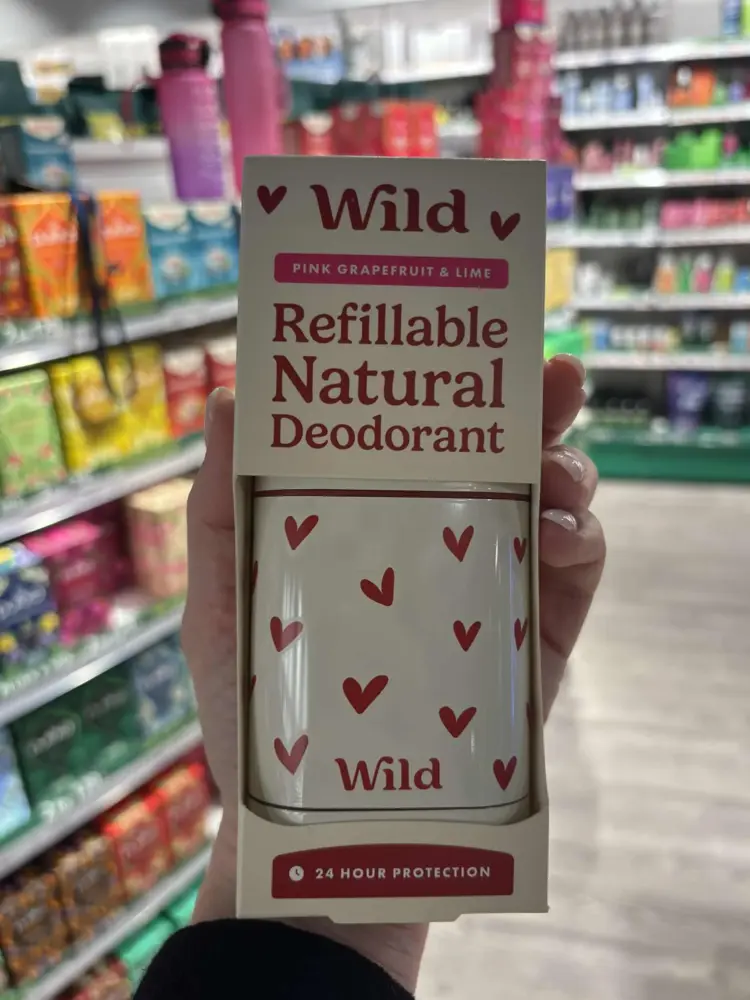 Wild
PINK GRAPEFRUIT & LIME
Refillable
Natural
Deodorant
Wild
24 HOUR PROTECTION